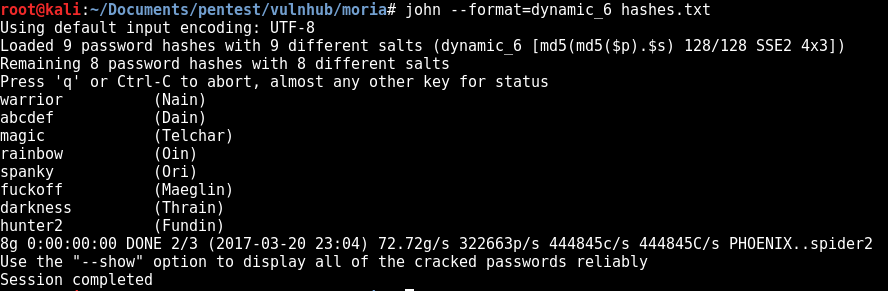 root@kali:~/Documents/pentest/vulnhub/moria# john --format=dynamic_6 hashes.txt
Using default input encoding: UTF-8
Loaded 9 password hashes with 9 different salts (dynamic_6 [md5(md5($p).$s) 128/128 SSE2 4x3])
Remaining 8 password hashes with 8 different salts
Press 'q' or Ctrl-C to abort, almost any other key for status
warrior          (Nain)
abcdef           (Dain)
magic            (Telchar)
rainbow          (Oin)
spanky           (Ori)
fuckoff          (Maeglin)
darkness         (Thrain)
hunter2          (Fundin)
8g 0:00:00:00 DONE 2/3 (2017-03-20 23:04) 72.72g/s 322663p/s 444845c/s 444845C/s PHOENIX..spider2
Use the "--show" option to display all of the cracked passwords reliably
Session completed